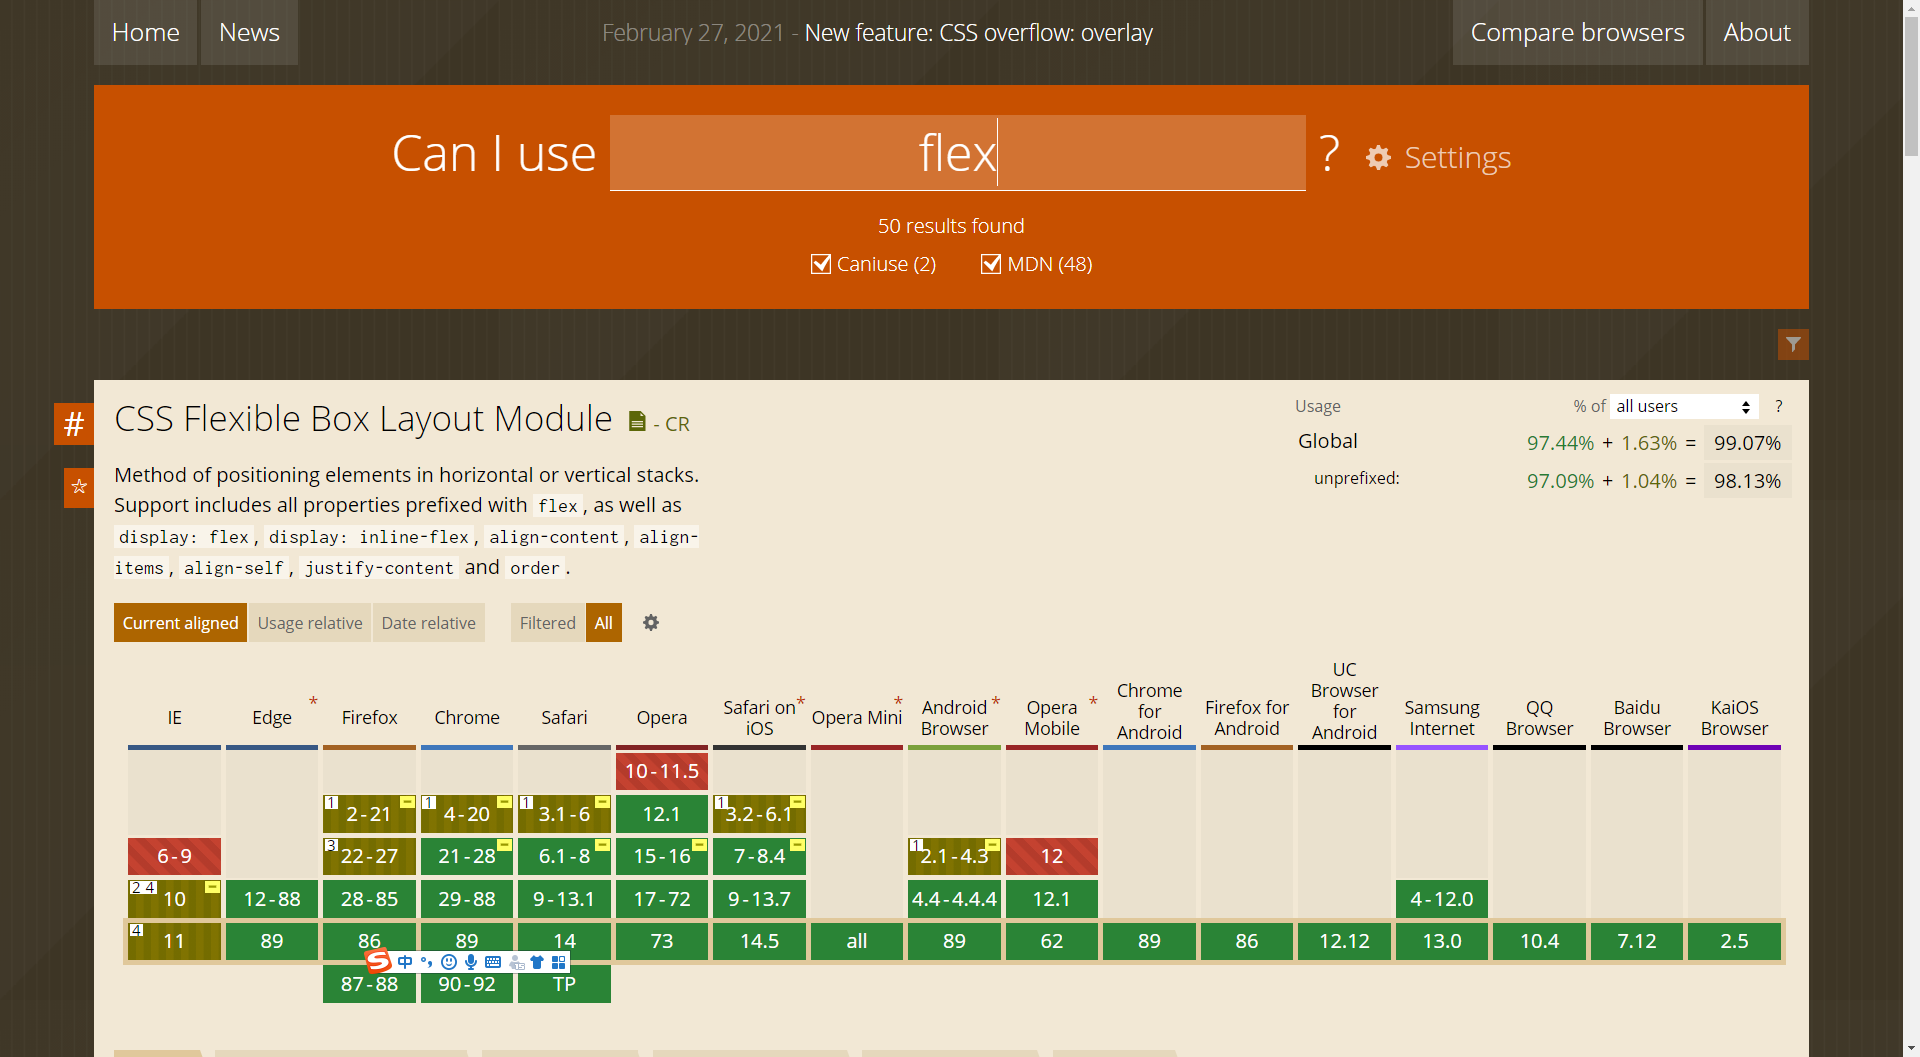 Home
News
February 27, 2021 - New feature: CSS overflow: overlay
Compare browsers
About
Can I use
flex
?
Settings
50 results found
Caniuse (2)
MDN (48)
#
CSS Flexible Box Layout Module
- CR
Method of positioning elements in horizontal or vertical stacks.
Support includes all properties prefixed with flex, as well as
display: flex, display: inline-flex, align-content, align-
items, align-self, justify-content and order.
Usage
% of all users ?
Global 97.44% + 1.63% = 99.07%
unprefixed: 97.09% + 1.04% = 98.13%
Current aligned
Usage relative
Date relative
Filtered
All
IE
Edge *
Firefox
Chrome
Safari
Opera
Safari on *
iOS
Opera Mini *
Android *
Browser
Opera *
Mobile
Chrome
for
Android
Firefox for
Android
UC
Browser
for
Android
Samsung
Internet
QQ
Browser
Baidu
Browser
KaiOS
Browser
10-11.5
1 2-21
1 4-20
1 3.1-6
12.1
1 3.2-6.1
6-9
3 22-27
21-28
6.1-8
15-16
7-8.4
1 2.1-4.3
12
2 4 10
12-88
28-85
29-88
9-13.1
17-72
9-13.7
4.4-4.4.4
12.1
4-12.0
4 11
89
86
89
14
73
14.5
all
89
62
89
86
12.12
13.0
10.4
7.12
2.5
S 中
87-88
90-92
TP